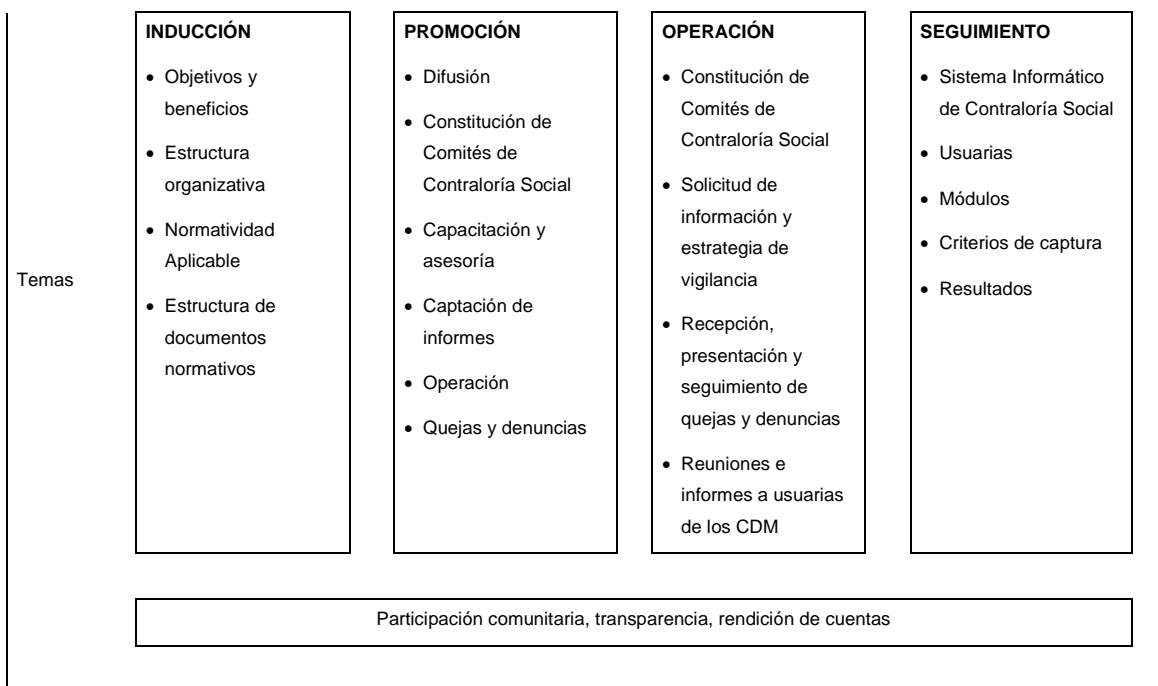 Temas
INDUCCIÓN
• Objetivos y
beneficios
• Estructura
organizativa
• Normatividad
Aplicable
• Estructura de
documentos
normativos
PROMOCIÓN
• Difusión
• Constitución de
Comités de
Contraloría Social
• Capacitación y
asesoría
• Captación de
informes
• Operación
• Quejas y denuncias
OPERACIÓN
• Constitución de
Comités de
Contraloría Social
• Solicitud de
información y
estrategia de
vigilancia
• Recepción,
presentación y
seguimiento de
quejas y denuncias
• Reuniones e
informes a usuarias
de los CDM
SEGUIMIENTO
• Sistema Informático
de Contraloría Social
• Usuarias
• Módulos
• Criterios de captura
• Resultados
Participación comunitaria, transparencia, rendición de cuentas